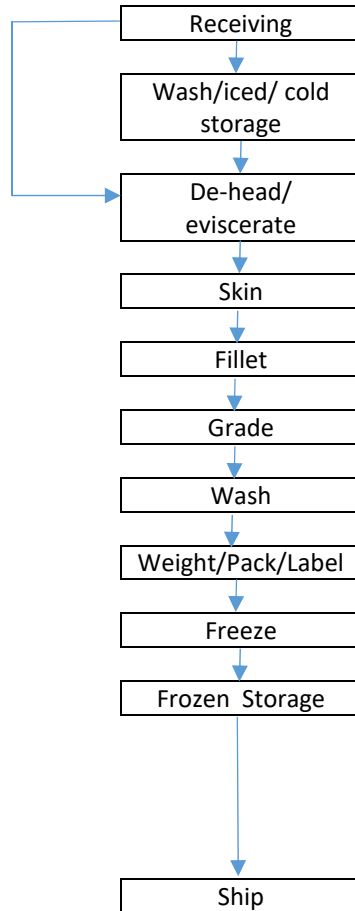 Receiving
Wash/iced/ cold
storage
De-head/
eviscerate
Skin
Fillet
Grade
Wash
Weight/Pack/Label
Freeze
Frozen  Storage
Ship